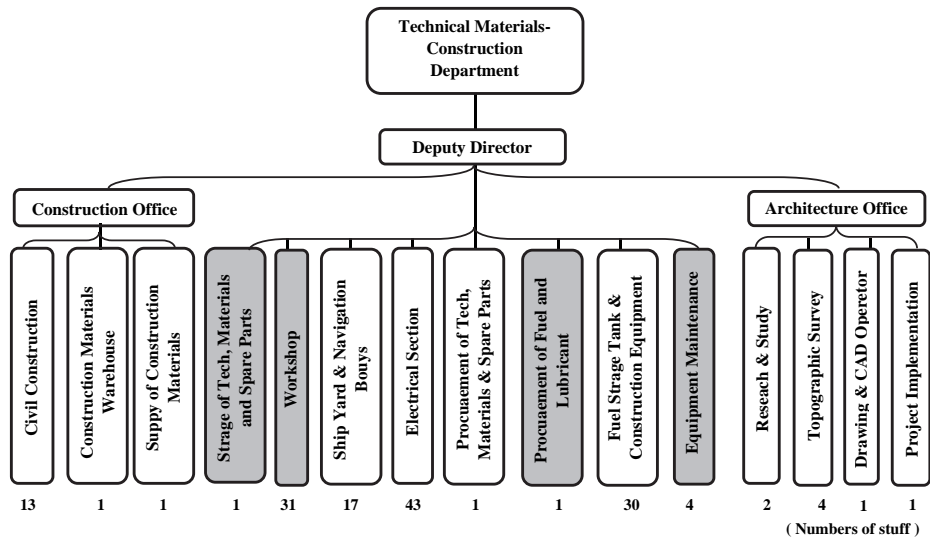 Technical Materials-
Construction
Department
Deputy Director
Construction Office
Architecture Office
Civil Construction
Construction Materials
Warehouse
Suppy of Construction
Materials
Strage of Tech, Materials
and Spare Parts
Workshop
Ship Yard & Navigation
Bouys
Electrical Section
Procuaement of Tech,
Materials & Spare Parts
Procuaement of Fuel and
Lubricant
Fuel Strage Tank &
Construction Equipment
Equipment Maintenance
Reseach & Study
Topographic Survey
Drawing & CAD Operetor
Project Implementation
13 1 1 1 31 17 43 1 1 30 4 2 4 1 1
( Numbers of stuff )